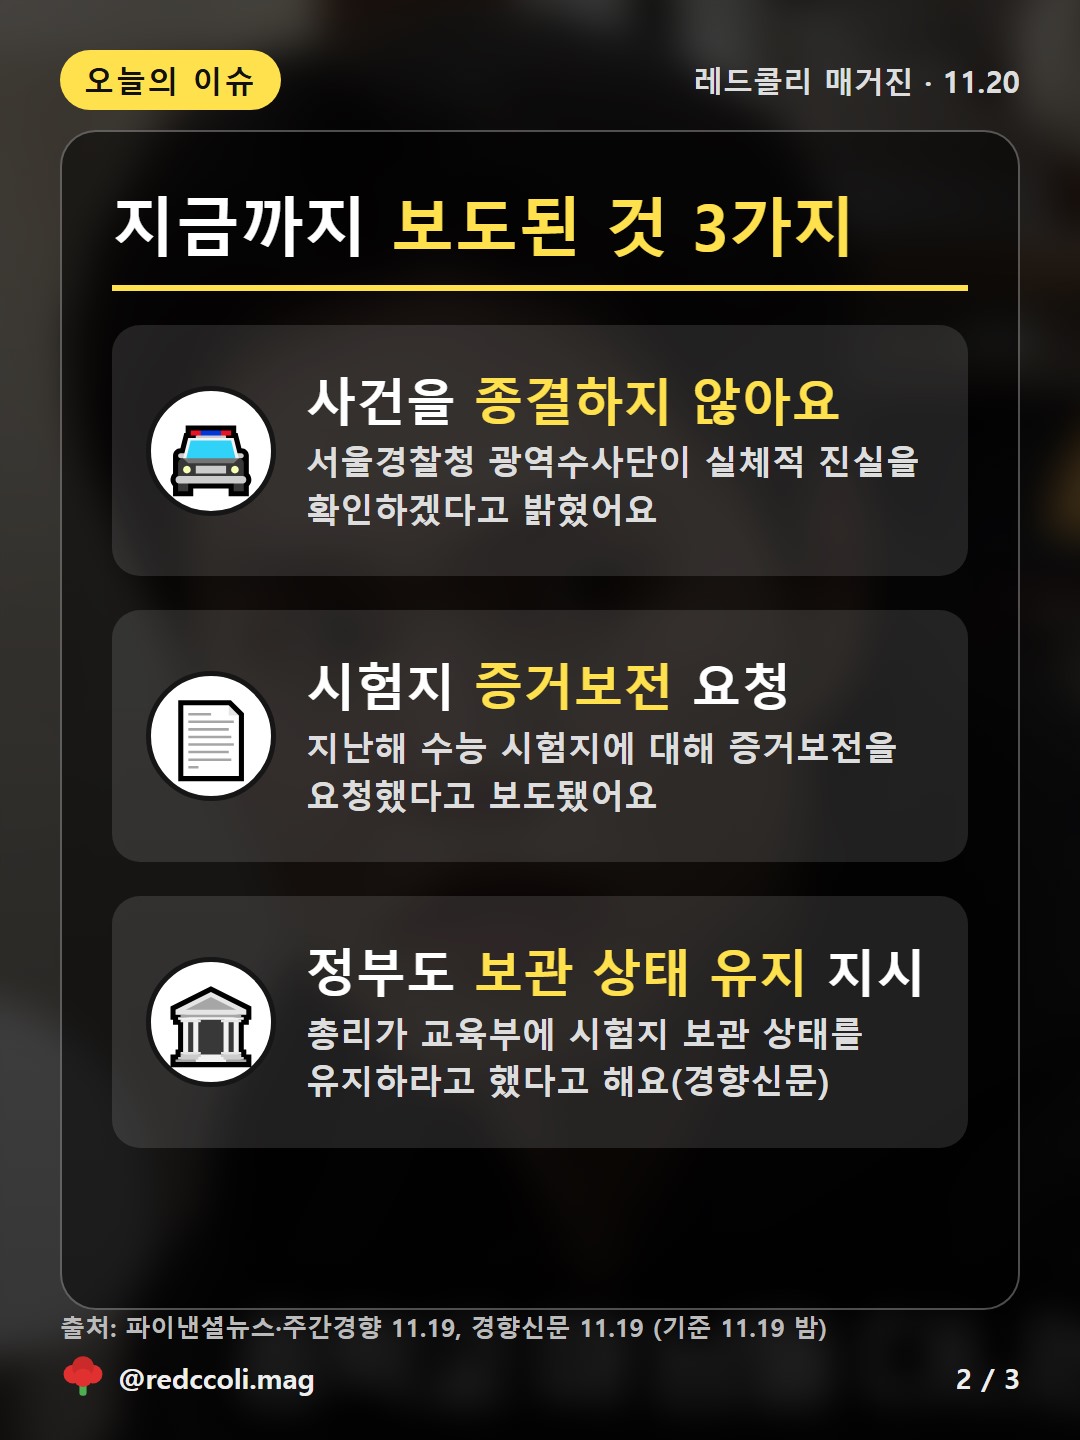 오늘의 이슈
레드콜리 매거진 · 11.20
지금까지 보도된 것 3가지
사건을 종결하지 않아요
서울경찰청 광역수사단이 실체적 진실을
확인하겠다고 밝혔어요
시험지 증거보전 요청
지난해 수능 시험지에 대해 증거보전을
요청했다고 보도됐어요
정부도 보관 상태 유지 지시
총리가 교육부에 시험지 보관 상태를
유지하라고 했다고 해요(경향신문)
출처: 파이낸셜뉴스·주간경향 11.19, 경향신문 11.19 (기준 11.19 밤)
@redccoli.mag
2 / 3